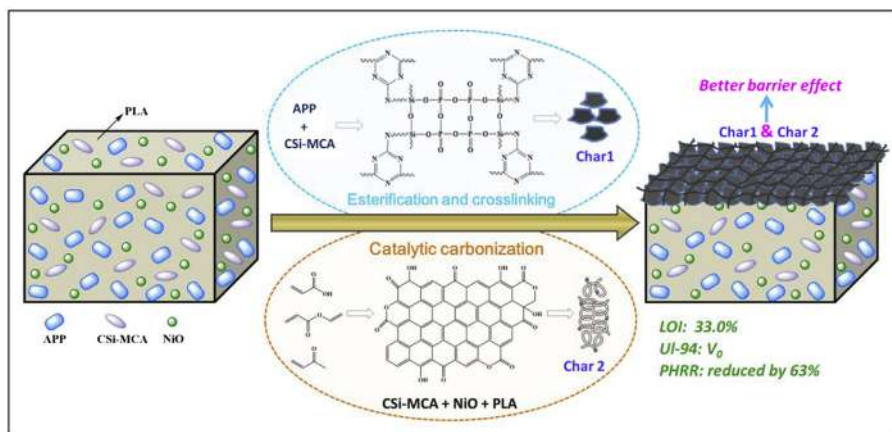 PLA
APP
CSi-MCA
NiO
APP
+
CSi-MCA
Char1
Esterification and crosslinking
Catalytic carbonization
Char 2
CSi-MCA + NiO + PLA
Better barrier effect
Char1 & Char 2
LOI: 33.0%
Ul-94: V0
PHRR: reduced by 63%